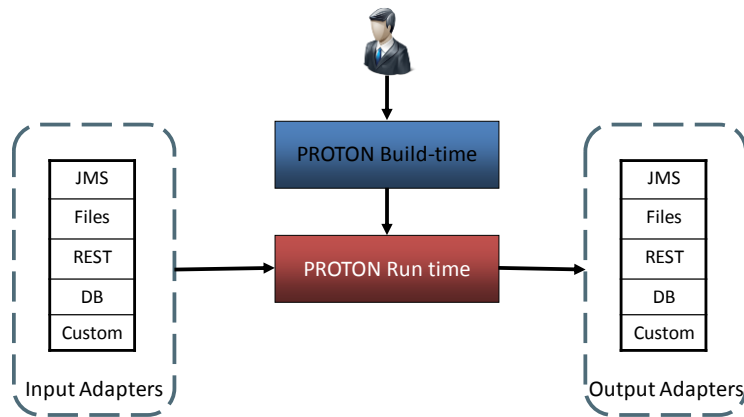 PROTON Build-time
JMS
Files
REST
DB
Custom
Input Adapters
PROTON Run time
JMS
Files
REST
DB
Custom
Output Adapters